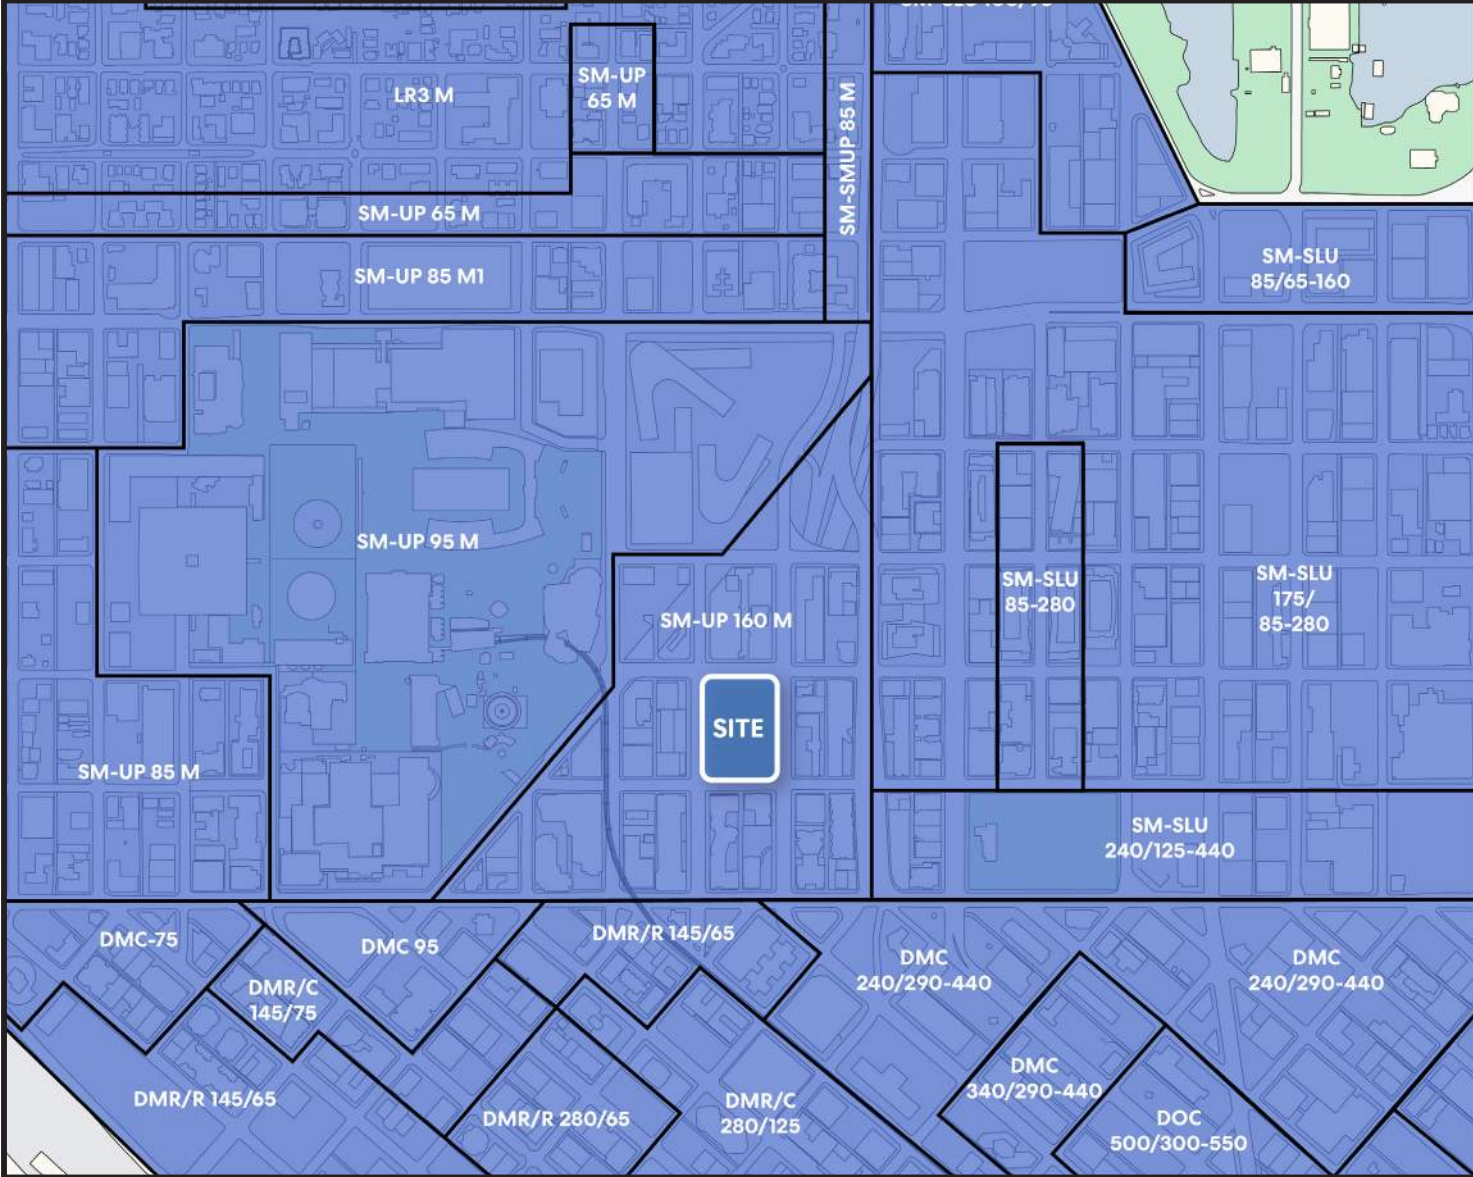 SM-UP
65 M
LR3 M
SM-SMUP 85 M
SM-UP 65 M
SM-UP 85 M1
SM-SLU
85/65-160
SM-UP 95 M
SM-SLU
85-280
SM-SLU
175/
85-280
SM-UP 160 M
SITE
SM-UP 85 M
SM-SLU
240/125-440
DMC-75
DMC 95
DMR/R 145/65
DMC
240/290-440
DMC
240/290-440
DMR/C
145/75
DMR/R 145/65
DMR/R 280/65
DMR/C
280/125
DMC
340/290-440
DOC
500/300-550